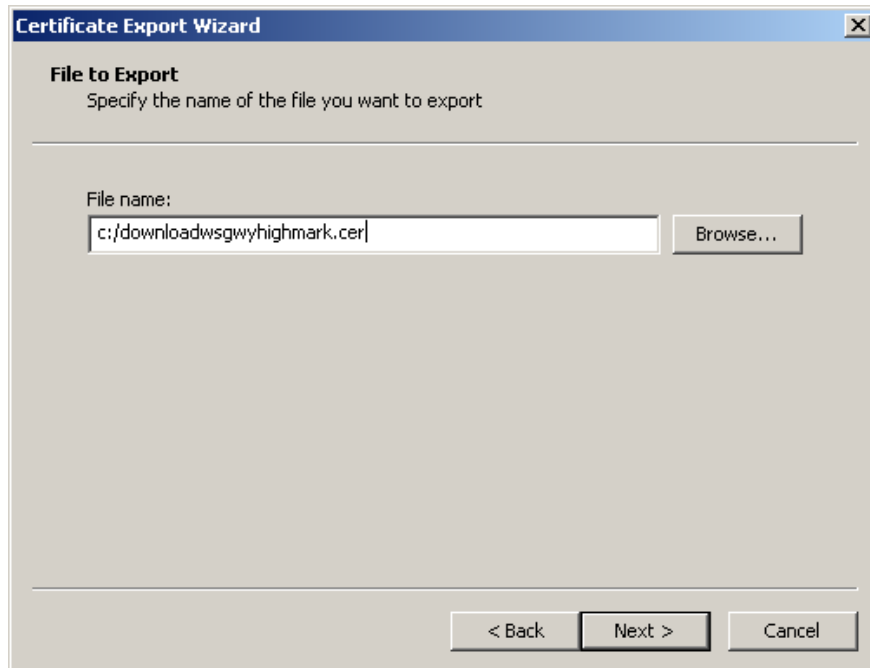 Certificate Export Wizard
File to Export
Specify the name of the file you want to export
File name:
c:/downloadwsgwyhighmark.cer
Browse...
< Back
Next >
Cancel